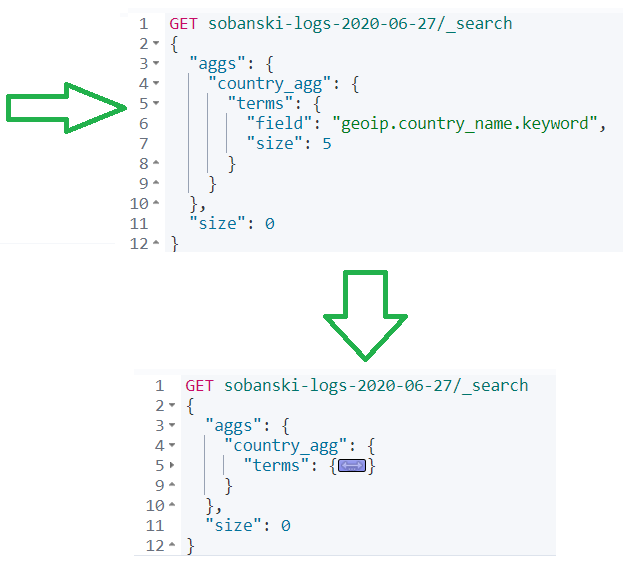 1 GET sobanski-logs-2020-06-27/_search
2 {
3 "aggs": {
4 "country_agg": {
5 "terms": {
6 "field": "geoip.country_name.keyword",
7 "size": 5
8 }
9 }
10 },
11 "size": 0
12 }
1 GET sobanski-logs-2020-06-27/_search
2 {
3 "aggs": {
4 "country_agg": {
5 "terms": {}
9 }
10 },
11 "size": 0
12 }